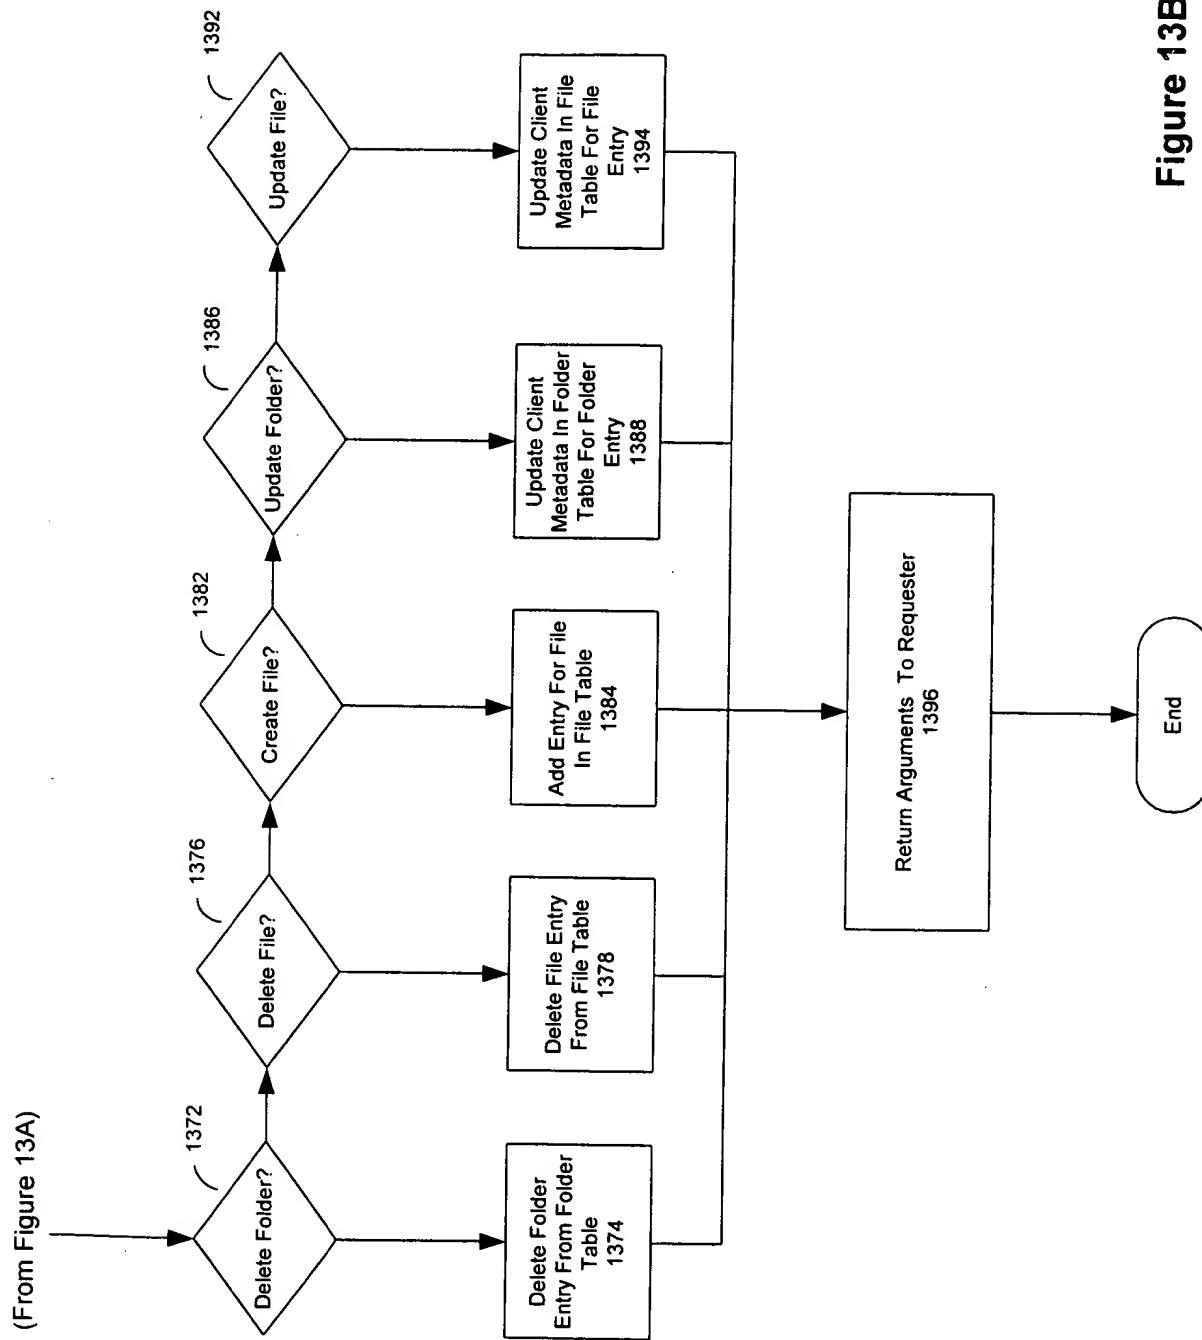 (From Figure 13A)
1372
Delete Folder?
1376
Delete File?
1382
Create File?
1386
Update Folder?
1392
Update File?
Delete Folder
Entry From Folder
Table
1374
Delete File Entry
From File Table
1378
Add Entry For File
In File Table
1384
Update Client
Metadata In Folder
Table For Folder
Entry
1388
Update Client
Metadata In File
Table For File
Entry
1394
Return Arguments To Requester
1396
End
Figure 13B